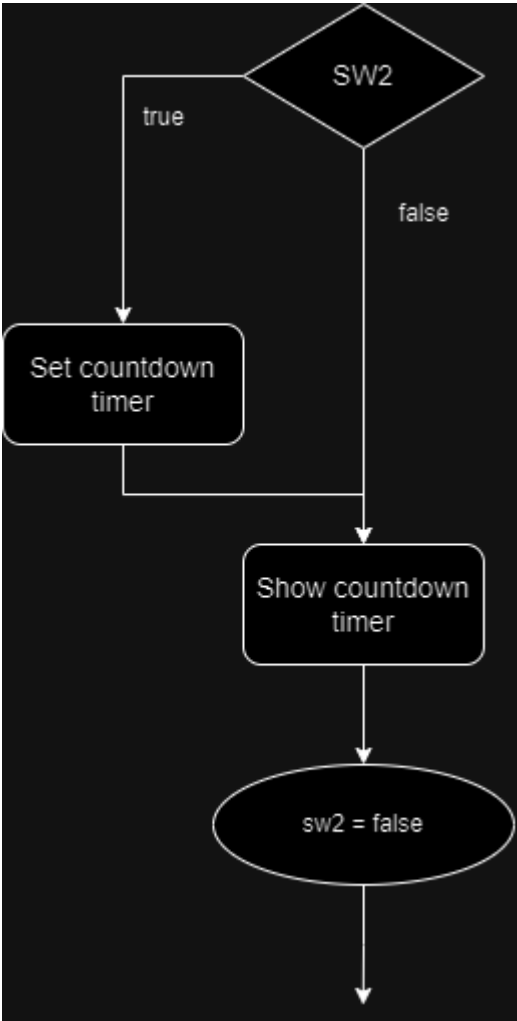 SW2
true
false
Set countdown
timer
Show countdown
timer
sw2 = false